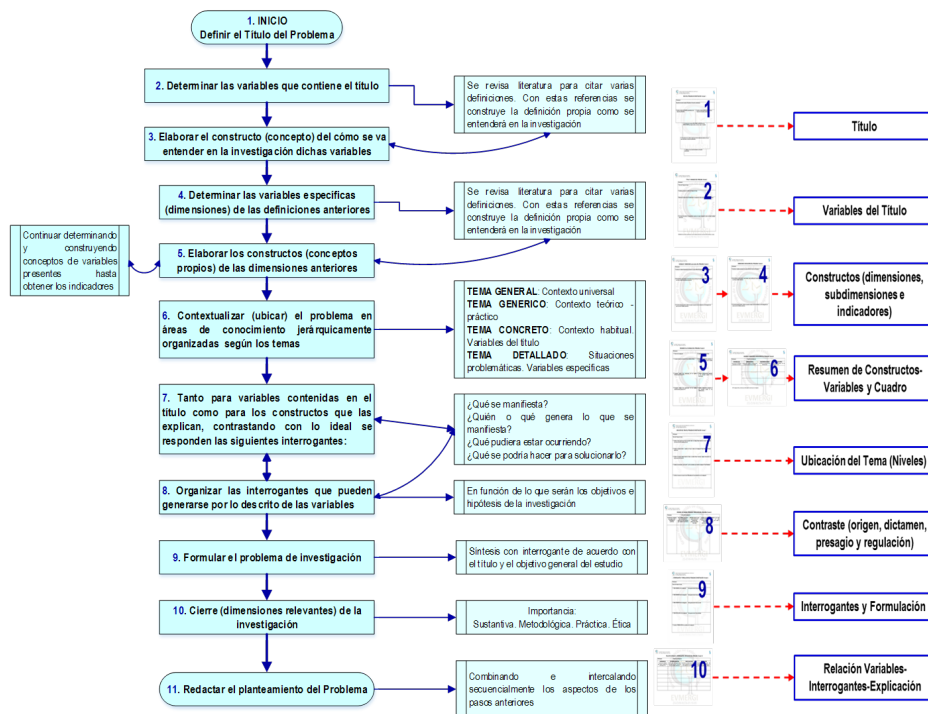 1. INICIO
Definir el Título del Problema
2. Determinar las variables que contiene el título
Se revisa literatura para citar varias
definiciones. Con estas referencias se
construye la definición propia como se
entenderá en la investigación
3. Elaborar el constructo (concepto) del cómo se va
entender en la investigación dichas variables
4. Determinar las variables específicas
(dimensiones) de las definiciones anteriores
Se revisa literatura para citar varias
definiciones. Con estas referencias se
construye la definición propia como se
entenderá en la investigación
Continuar determinando
y construyendo
conceptos de variables
presentes hasta
obtener los indicadores
5. Elaborar los constructos (conceptos
propios) de las dimensiones anteriores
6. Contextualizar (ubicar) el problema en
áreas de conocimiento jerárquicamente
organizadas según los temas
TEMA GENERAL: Contexto universal
TEMA GENERICO: Contexto teórico -
práctico
TEMA CONCRETO: Contexto habitual.
Variables del título
TEMA DETALLADO: Situaciones
problemáticas. Variables especificas
7. Tanto para variables contenidas en el
título como para los constructos que las
explican, contrastando con lo ideal se
responden las siguientes interrogantes:
¿Qué se manifiesta?
¿Quién o qué genera lo que se
manifiesta?
¿Qué pudiera estar ocurriendo?
¿Qué se podría hacer para solucionarlo?
8. Organizar las interrogantes que pueden
generarse por lo descrito de las variables
En función de lo que serán los objetivos e
hipótesis de la investigación
9. Formular el problema de investigación
Síntesis con interrogante de acuerdo con
el título y el objetivo general del estudio
10. Cierre (dimensiones relevantes) de la
investigación
Importancia:
Sustantiva. Metodológica. Práctica. Ética
11. Redactar el planteamiento del Problema
Combinando e intercalando
secuencialmente los aspectos de los
pasos anteriores
1
Título
2
Variables del Título
3
4
Constructos (dimensiones,
subdimensiones e
indicadores)
5
6
Resumen de Constructos-
Variables y Cuadro
7
Ubicación del Tema (Niveles)
8
Contraste (origen, dictamen,
presagio y regulación)
9
Interrogantes y Formulación
10
Relación Variables-
Interrogantes-Explicación